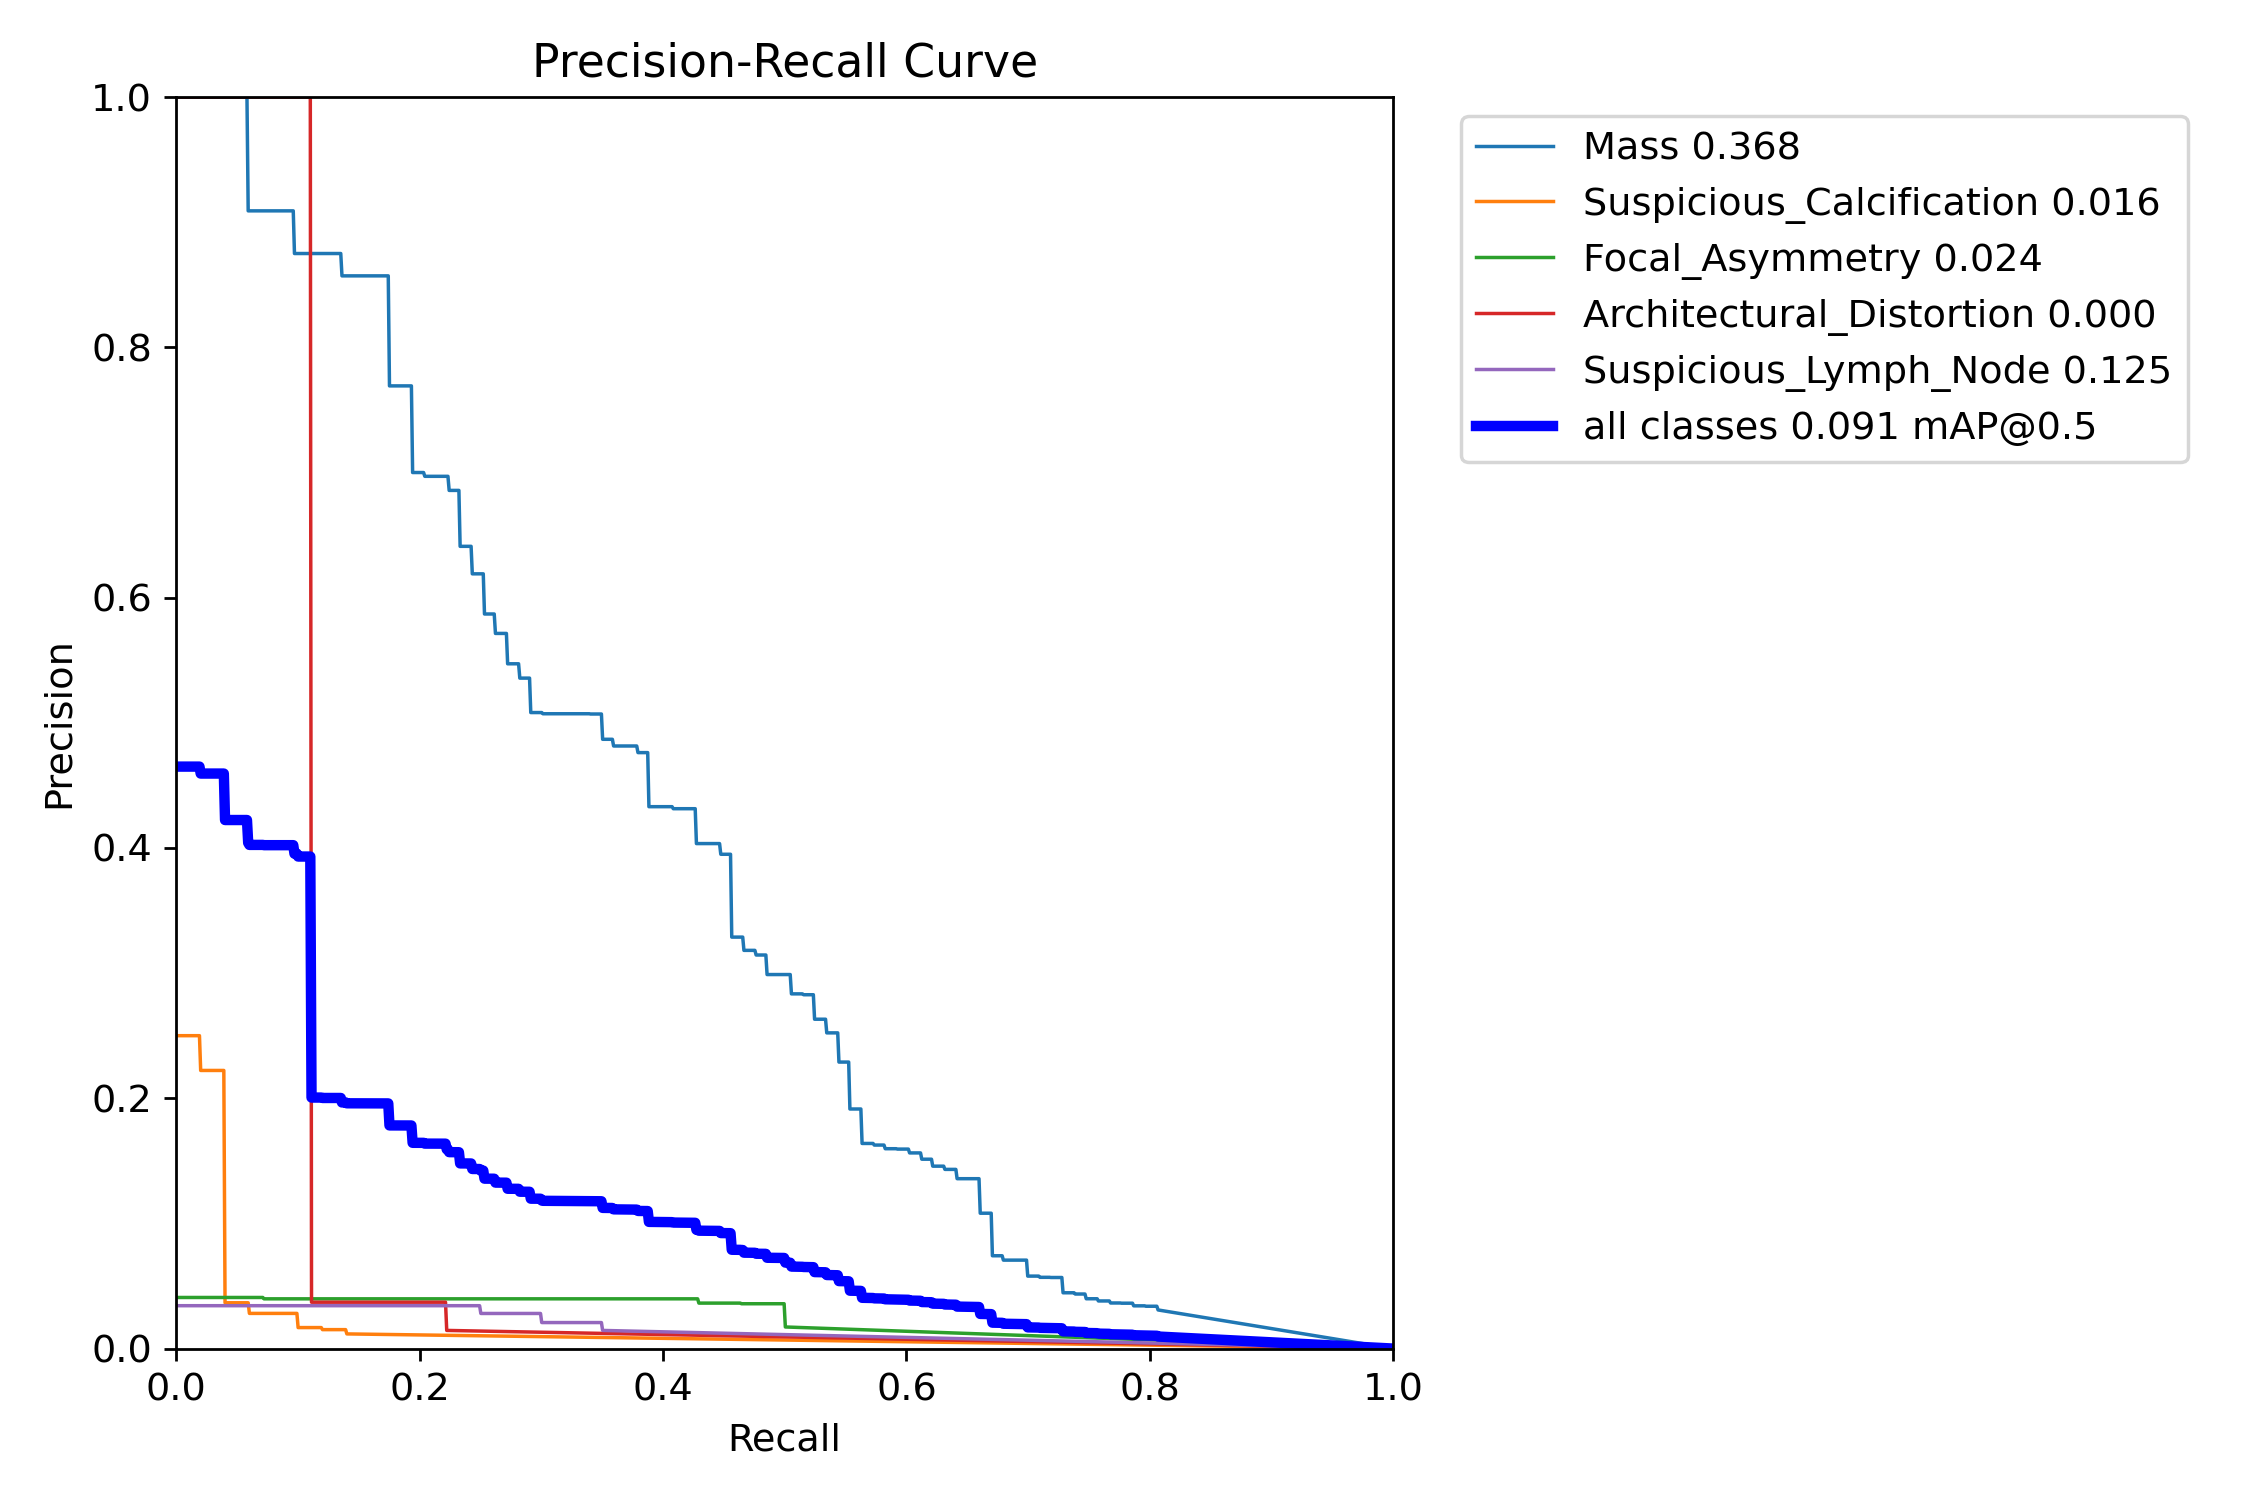 Precision-Recall Curve
1.0
0.8
0.6
0.4
0.2
0.0
Precision
0.0 0.2 0.4 0.6 0.8 1.0
Recall
Mass 0.368
Suspicious_Calcification 0.016
Focal_Asymmetry 0.024
Architectural_Distortion 0.000
Suspicious_Lymph_Node 0.125
all classes 0.091 mAP@0.5